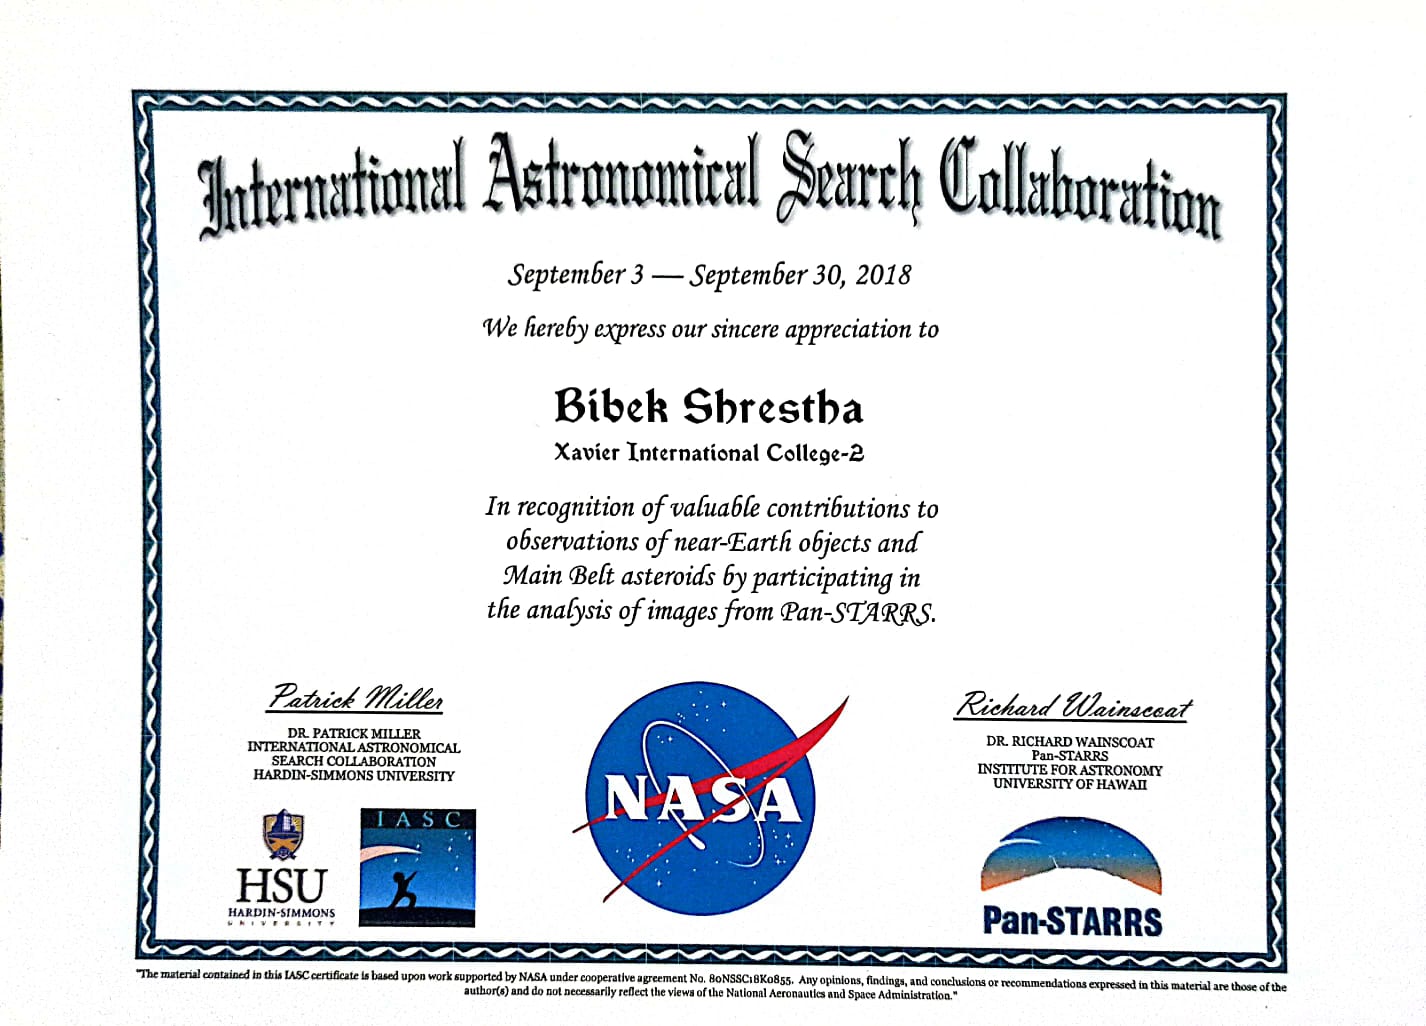 International Astronomical Search Collaboration
September 3 — September 30, 2018
We hereby express our sincere appreciation to
Bibek Shrestha
Xavier International College-2
In recognition of valuable contributions to
observations of near-Earth objects and
Main Belt asteroids by participating in
the analysis of images from Pan-STARRS.
Patrick Miller
DR. PATRICK MILLER
INTERNATIONAL ASTRONOMICAL
SEARCH COLLABORATION
HARDIN-SIMMONS UNIVERSITY
HSU
HARDIN-SIMMONS
UNIVERSITY
IASC
NASA
Richard Wainscoat
DR. RICHARD WAINSCOAT
Pan-STARRS
INSTITUTE FOR ASTRONOMY
UNIVERSITY OF HAWAII
Pan-STARRS
"The material contained in this IASC certificate is based upon work supported by NASA under cooperative agreement No. 80NSSC18K0855. Any opinions, findings, and conclusions or recommendations expressed in this material are those of the
author(s) and do not necessarily reflect the views of the National Aeronautics and Space Administration."